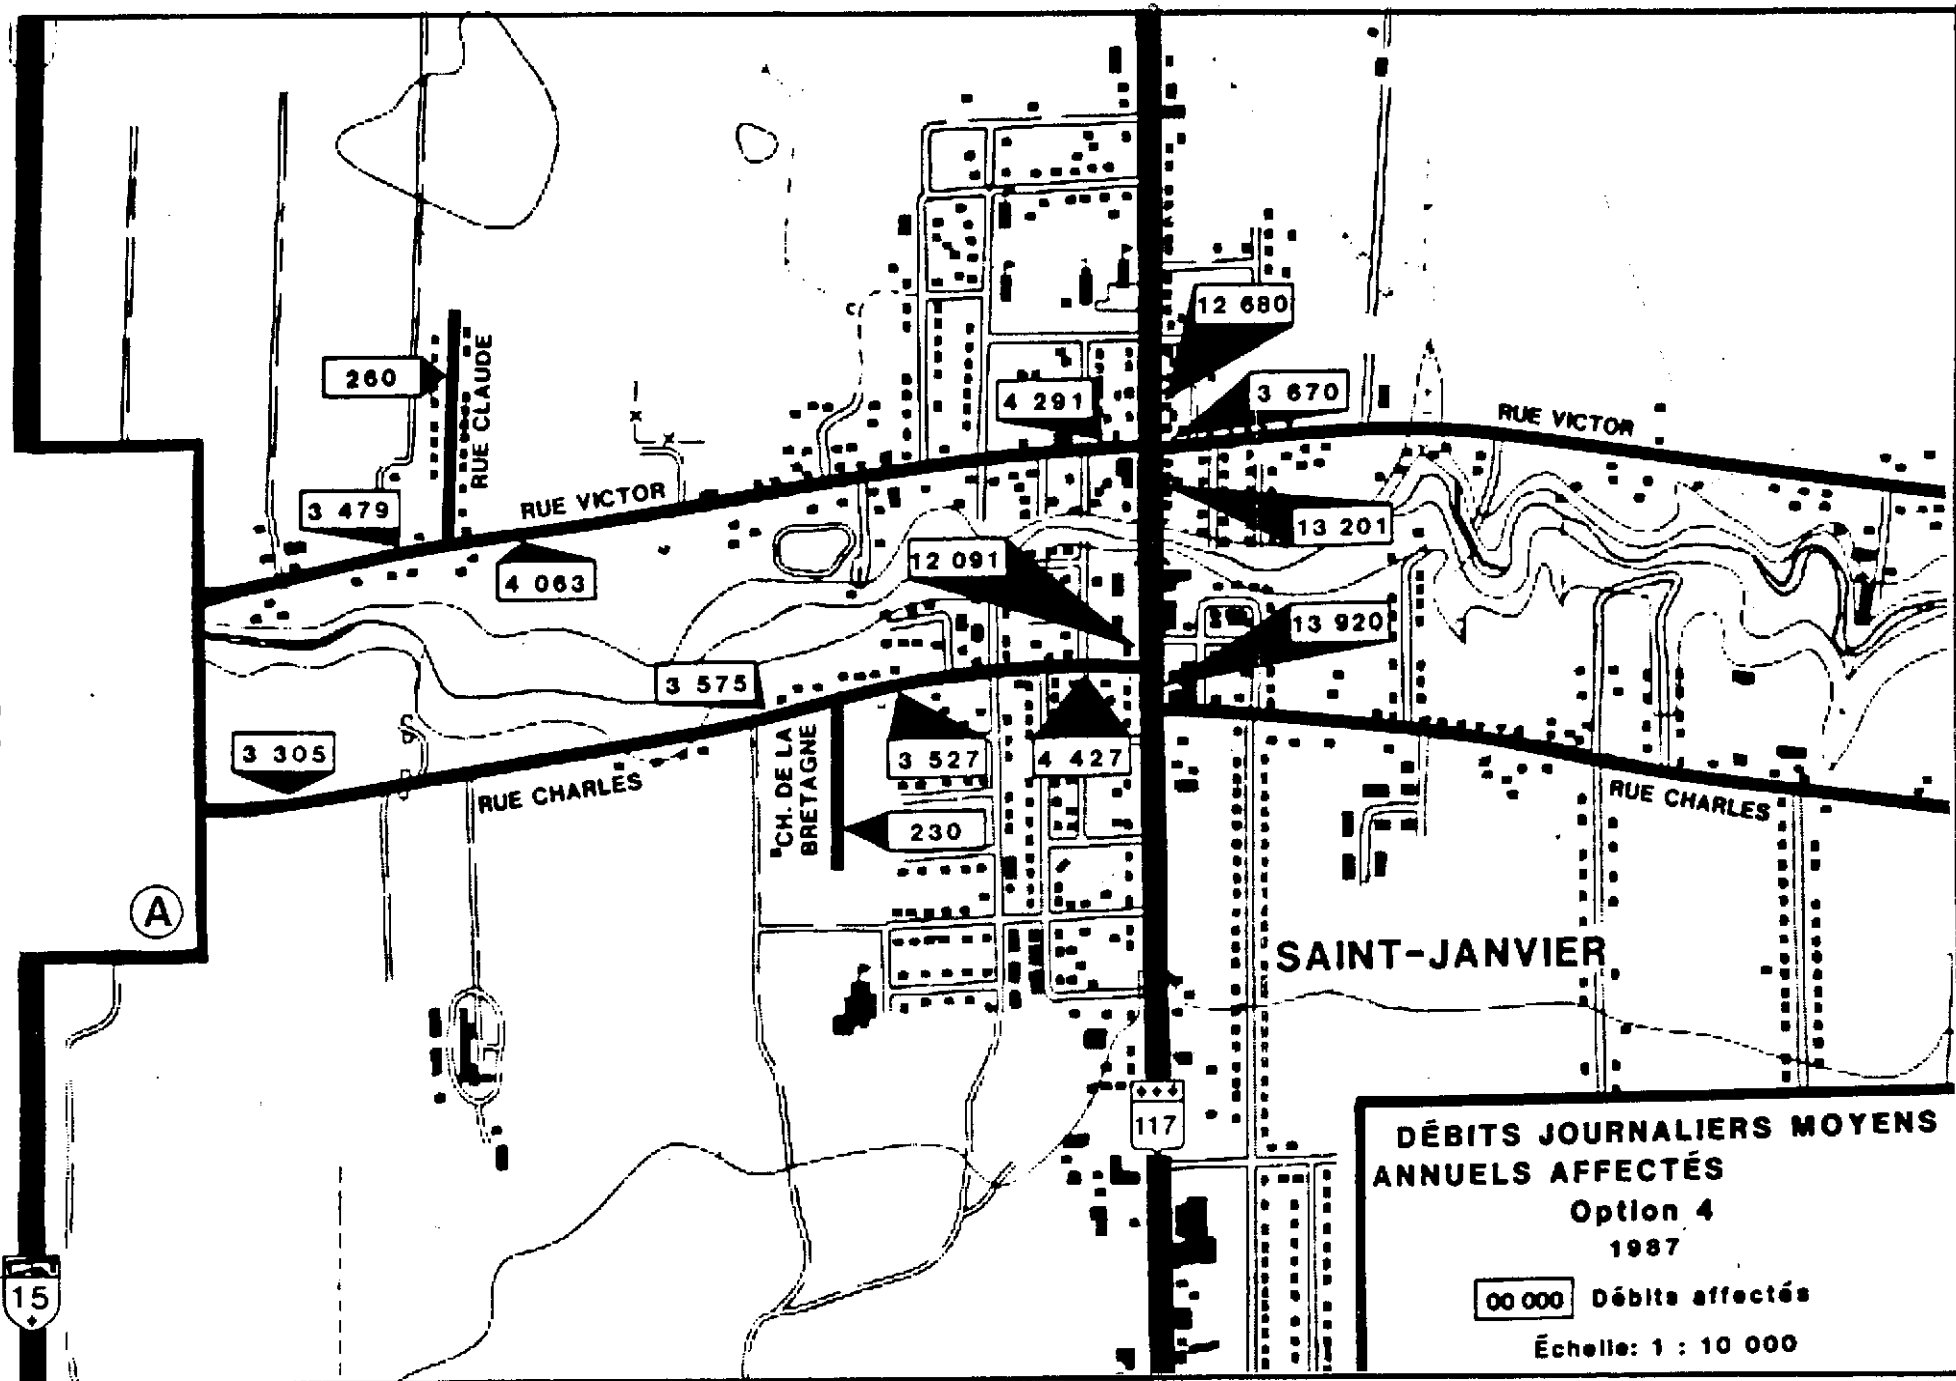 12 680
260
RUE CLAUDE
4 291
3 670
RUE VICTOR
3 479
RUE VICTOR
13 201
12 091
4 063
13 920
3 575
3 305
CH. DE LA
BRETAGNE
3 527
4 427
RUE CHARLES
RUE CHARLES
230
A
SAINT-JANVIER
117
15
DÉBITS JOURNALIERS MOYENS
ANNUELS AFFECTÉS
Option 4
1987
00 000 Débits affectés
Échelle: 1 : 10 000